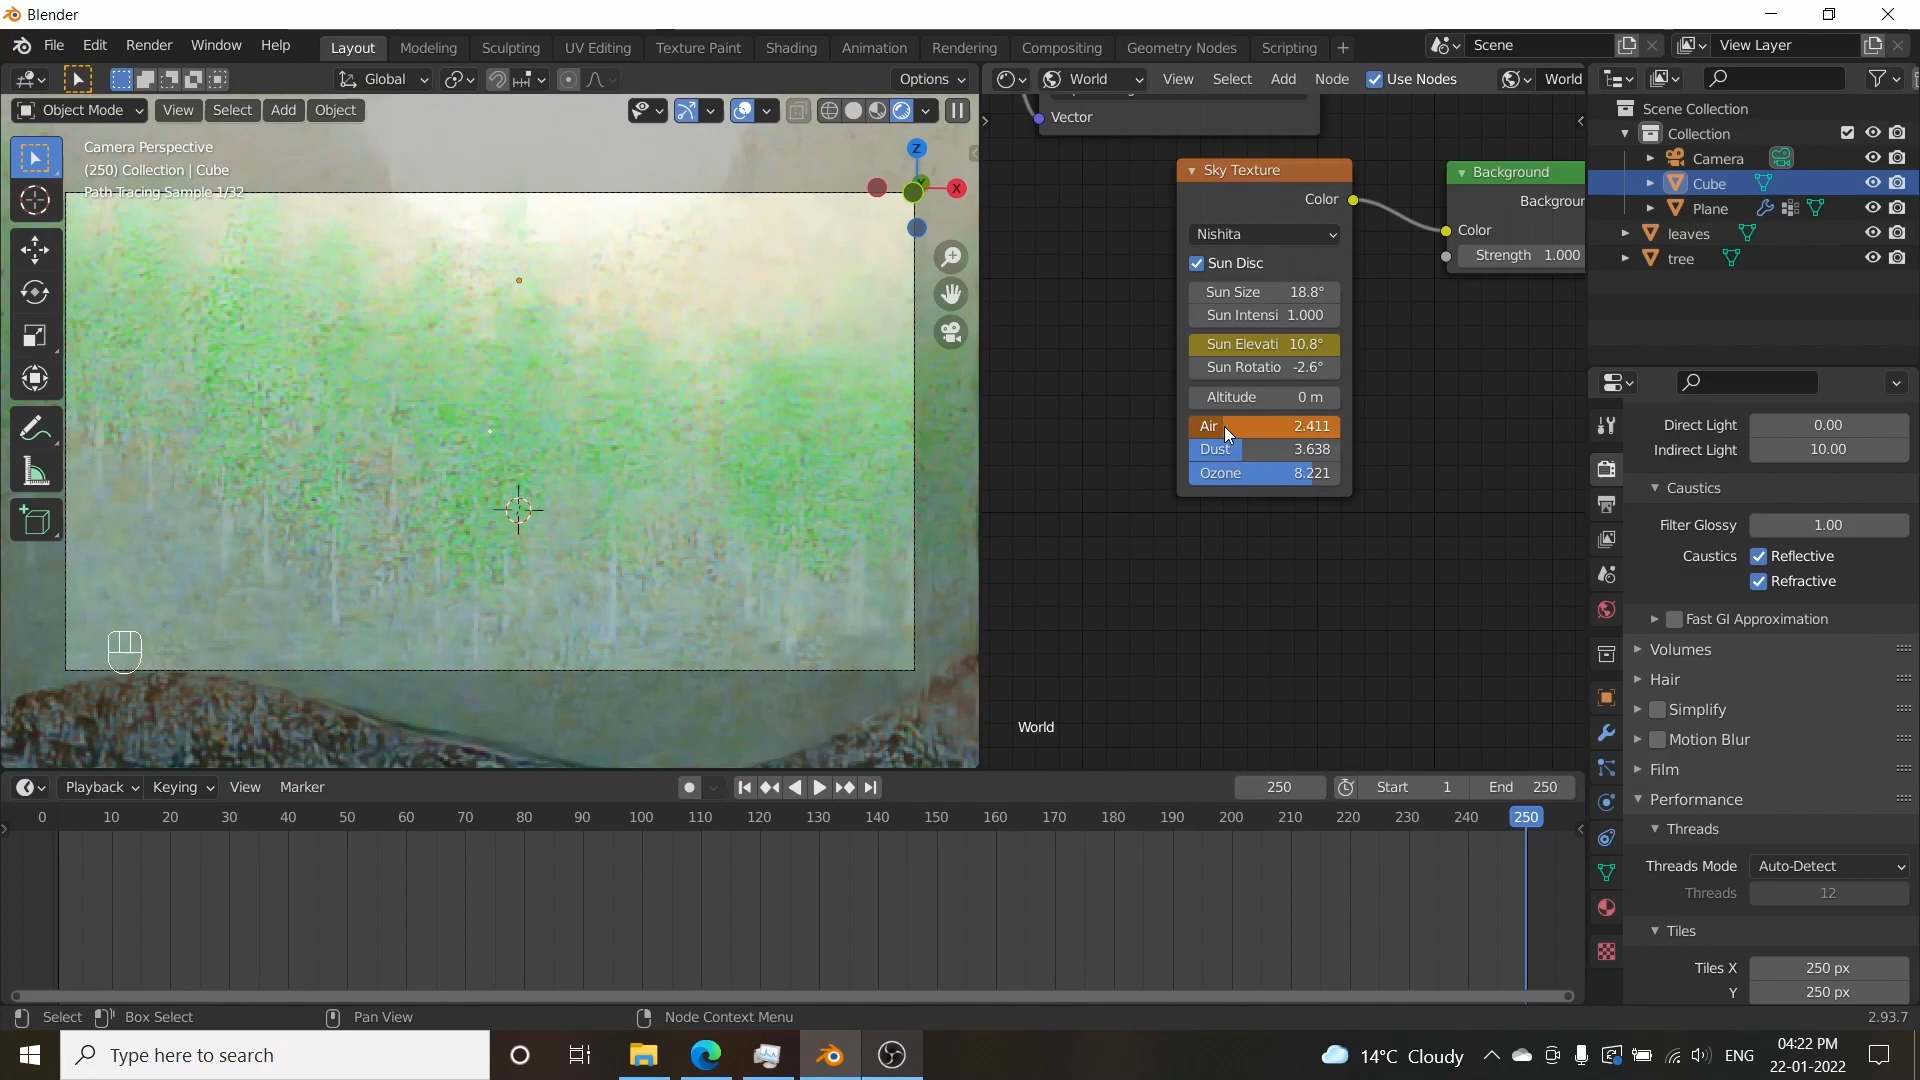 Blender
File Edit Render Window Help
Layout Modeling Sculpting UV Editing Texture Paint Shading Animation Rendering Compositing Geometry Nodes Scripting
Scene
View Layer
Global
Options
World
View Select Add Node Use Nodes
World
Object Mode View Select Add Object
Camera Perspective
(250) Collection | Cube
Path Tracing Sample 1/32
Z
X
Vector
Sky Texture
Color
Nishita
Sun Disc
Sun Size 18.8°
Sun Intensi 1.000
Sun Elevati 10.8°
Sun Rotatio -2.6°
Altitude 0 m
Air 2.411
Dust 3.638
Ozone 8.221
Background
Backgrour
Color
Strength 1.000
World
Scene Collection
Collection
Camera
Cube
Plane
leaves
tree
Direct Light 0.00
Indirect Light 10.00
Caustics
Filter Glossy 1.00
Caustics Reflective
Refractive
Fast GI Approximation
Volumes
Hair
Simplify
Motion Blur
Film
Performance
Threads
Threads Mode Auto-Detect
Threads 12
Tiles
Tiles X 250 px
Y 250 px
Playback Keying View Marker
250 Start 1 End 250
0 10 20 30 40 50 60 70 80 90 100 110 120 130 140 150 160 170 180 190 200 210 220 230 240 250
Select Box Select Pan View Node Context Menu 2.93.7
Type here to search
14°C Cloudy
ENG
04:22 PM
22-01-2022